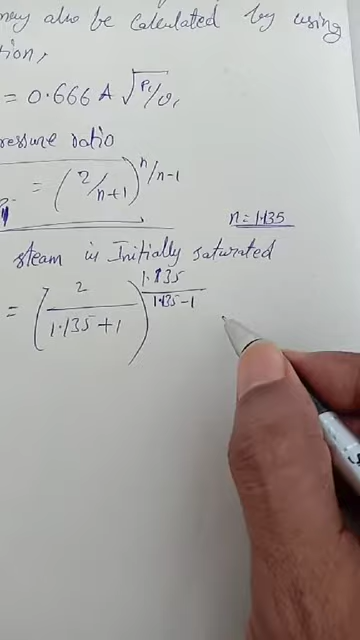 may also be calculated by using
tion,
= 0.666 A √P₁/v₁
ressure ratio
= (2/n+1)^n/n-1
n = 1.135
steam is Initially saturated
= (2/1.135+1)^1.135/1.135-1